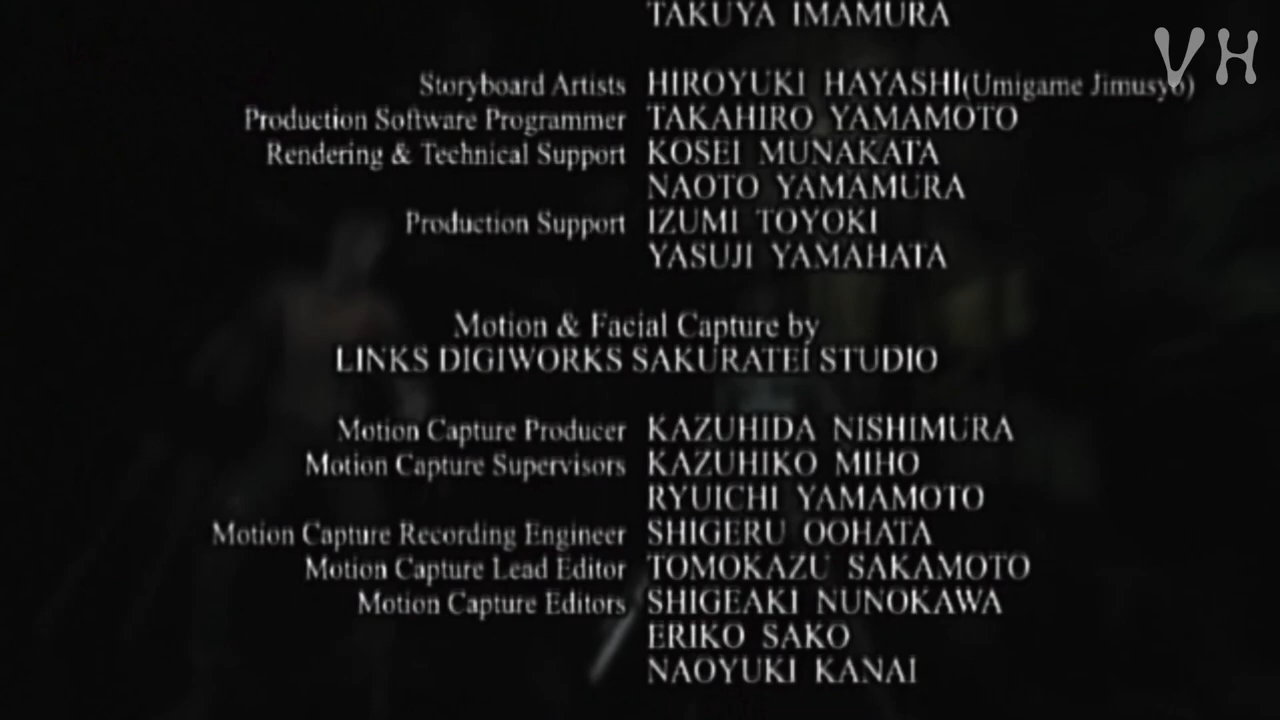 TAKUYA IMAMURA
VH
Storyboard Artists HIROYUKI HAYASHI(Umigame Jimusyo)
Production Software Programmer TAKAHIRO YAMAMOTO
Rendering & Technical Support KOSEI MUNAKATA
NAOTO YAMAMURA
Production Support IZUMI TOYOKI
YASUJI YAMAHATA
Motion & Facial Capture by
LINKS DIGIWORKS SAKURATEI STUDIO
Motion Capture Producer KAZUHIDA NISHIMURA
Motion Capture Supervisors KAZUHIKO MIHO
RYUICHI YAMAMOTO
Motion Capture Recording Engineer SHIGERU OOHATA
Motion Capture Lead Editor TOMOKAZU SAKAMOTO
Motion Capture Editors SHIGEAKI NUNOKAWA
ERIKO SAKO
NAOYUKI KANAI